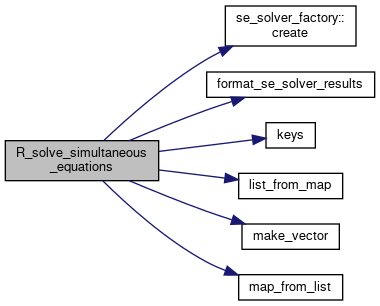 se_solver_factory::
create
format_se_solver_results
keys
R_solve_simultaneous
_equations
list_from_map
make_vector
map_from_list